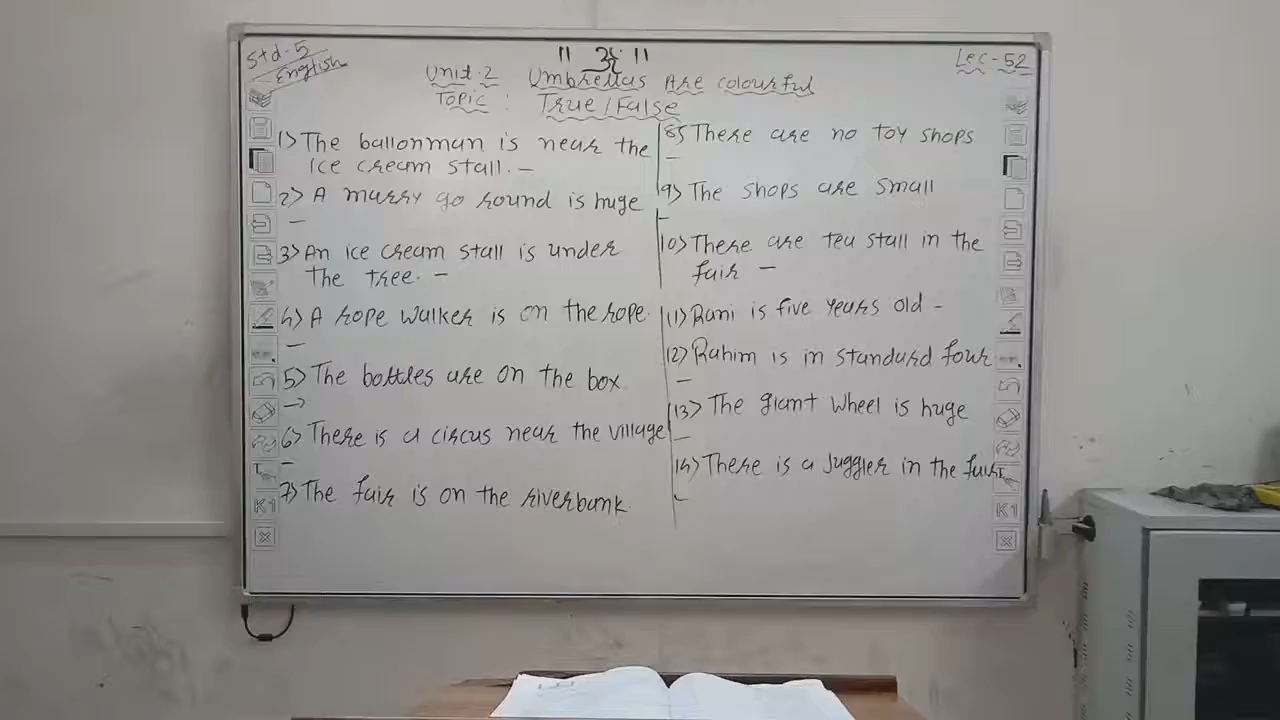 Std-5
English
" ૐ "
Lec-52
Unit.2 Umbrellas Are colourful
Topic : True/False
1) The ballonman is near the
ice cream stall. –
2) A marry go round is huge
–
3) An ice cream stall is under
the tree. –
4) A rope walker is on the rope.
–
5) The bottles are on the box.
–
6) There is a circus near the village
–
7) The fair is on the riverbank.
8) There are no toy shops
–
9) The shops are small
–
10) There are tea stall in the
fair –
11) Rani is five years old –
12) Rahim is in standard four
–
13) The giant wheel is huge
–
14) There is a juggler in the fair
–
K1
K1